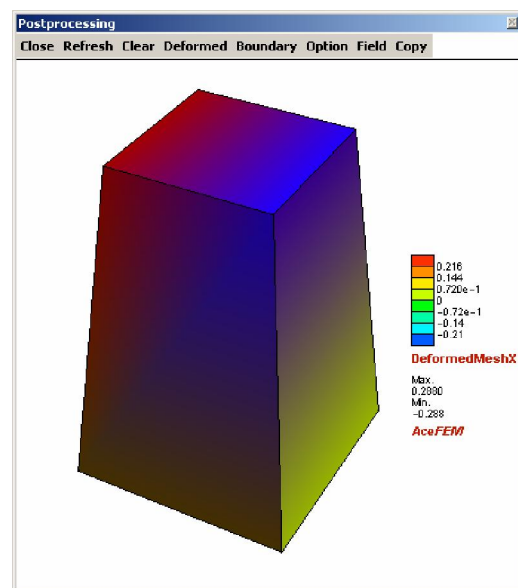 Postprocessing
Close Refresh Clear Deformed Boundary Option Field Copy
0.216
0.144
0.720e-1
0
-0.72e-1
-0.14
-0.21
DeformedMeshX
Max.
0.2880
Min.
-0.288
AceFEM